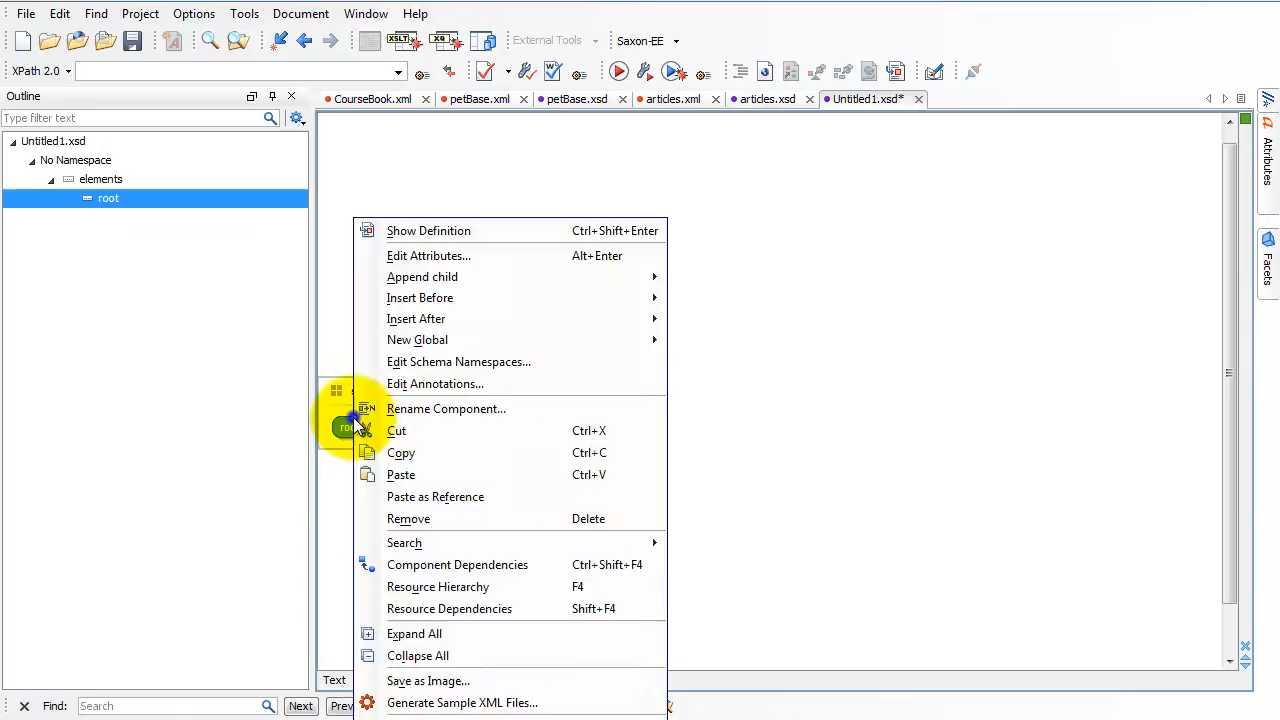 File Edit Find Project Options Tools Document Window Help
XSLT XQ External Tools Saxon-EE
XPath 2.0
Outline
CourseBook.xml petBase.xml petBase.xsd articles.xml articles.xsd Untitled1.xsd*
Type filter text
Untitled1.xsd
No Namespace
elements
root
Show Definition Ctrl+Shift+Enter
Edit Attributes... Alt+Enter
Append child
Insert Before
Insert After
New Global
Edit Schema Namespaces...
Edit Annotations...
Rename Component...
Cut Ctrl+X
Copy Ctrl+C
Paste Ctrl+V
Paste as Reference
Remove Delete
Search
Component Dependencies Ctrl+Shift+F4
Resource Hierarchy F4
Resource Dependencies Shift+F4
Expand All
Collapse All
Save as Image...
Generate Sample XML Files...
Attributes
Facets
Text
Find: Search Next